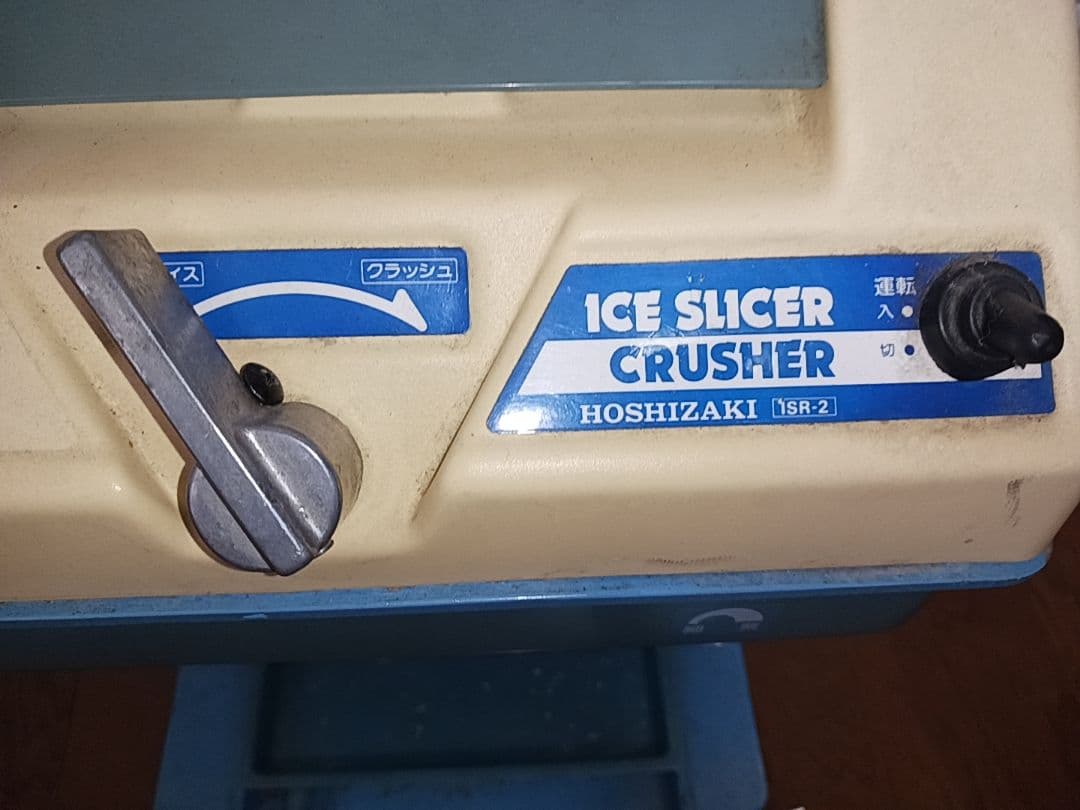 イス
クラッシュ
ICE SLICER
CRUSHER
HOSHIZAKI ISR-2
運転
入
切